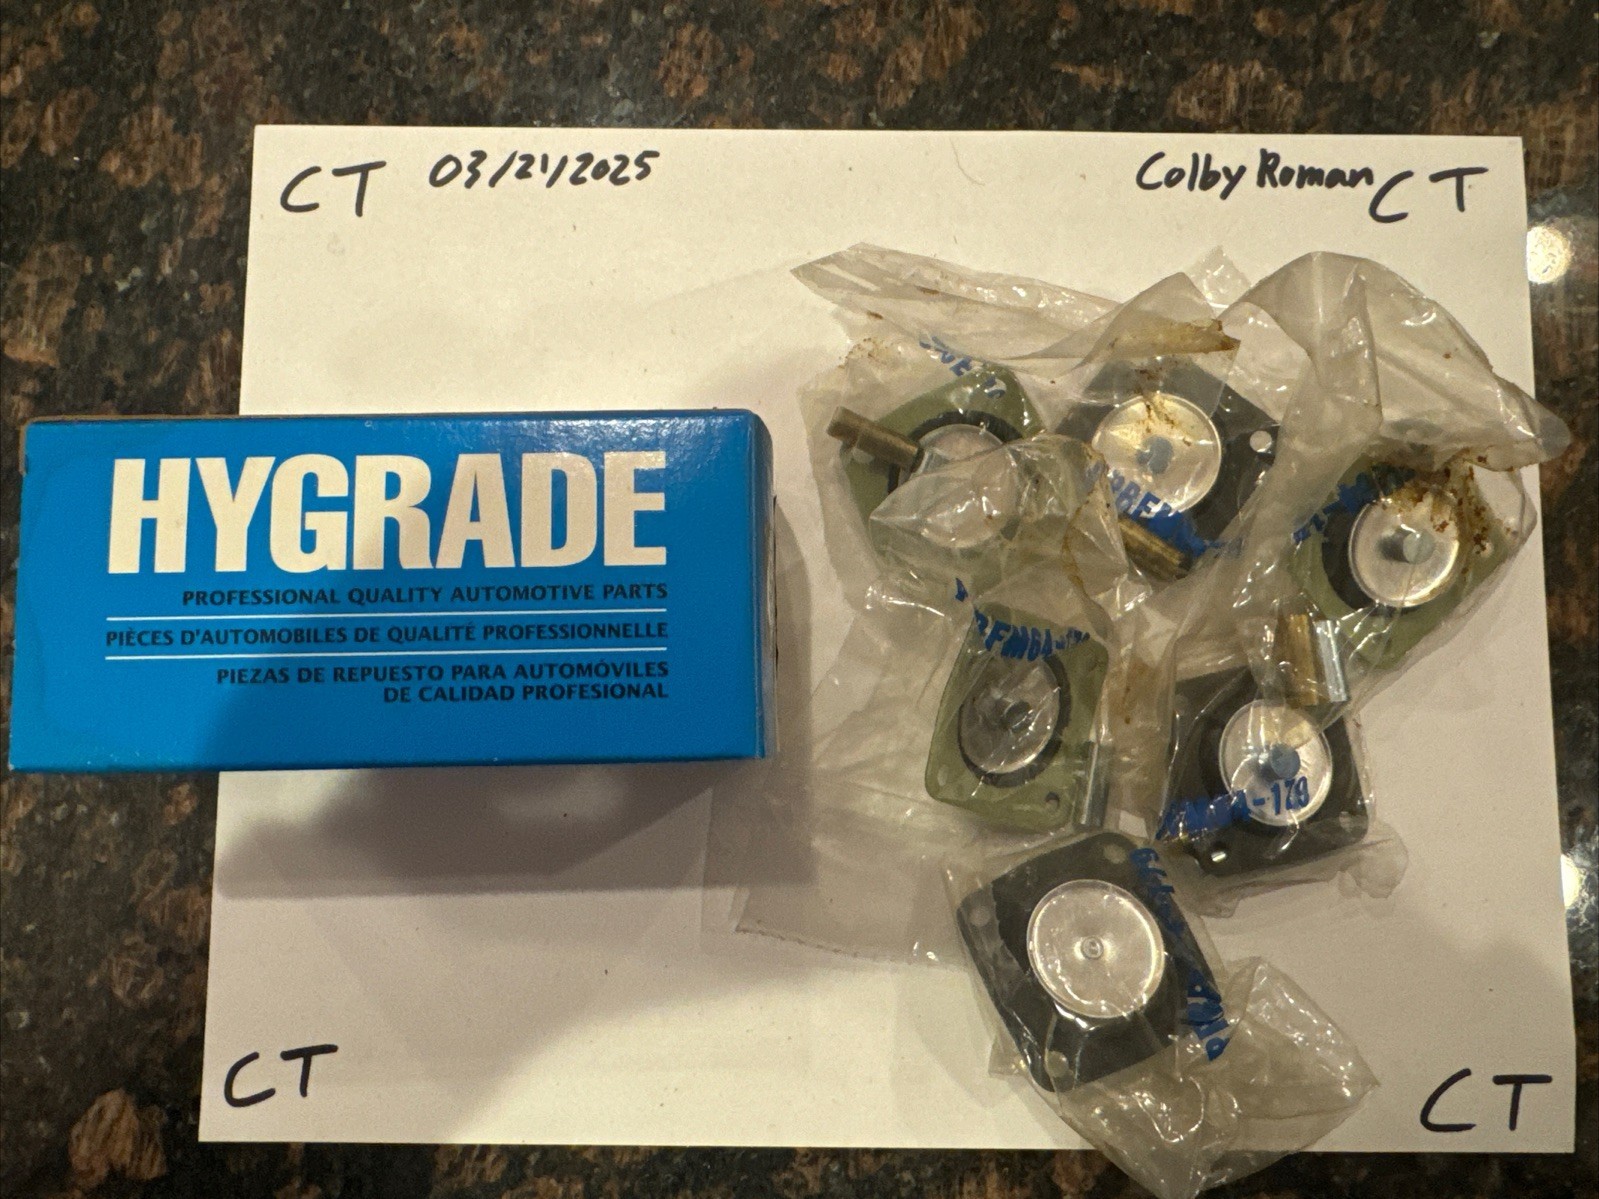 CT 03/21/2025
Colby Roman CT
HYGRADE
PROFESSIONAL QUALITY AUTOMOTIVE PARTS
PIÈCES D'AUTOMOBILES DE QUALITÉ PROFESSIONNELLE
PIEZAS DE REPUESTO PARA AUTOMÓVILES
DE CALIDAD PROFESIONAL
CT
CT